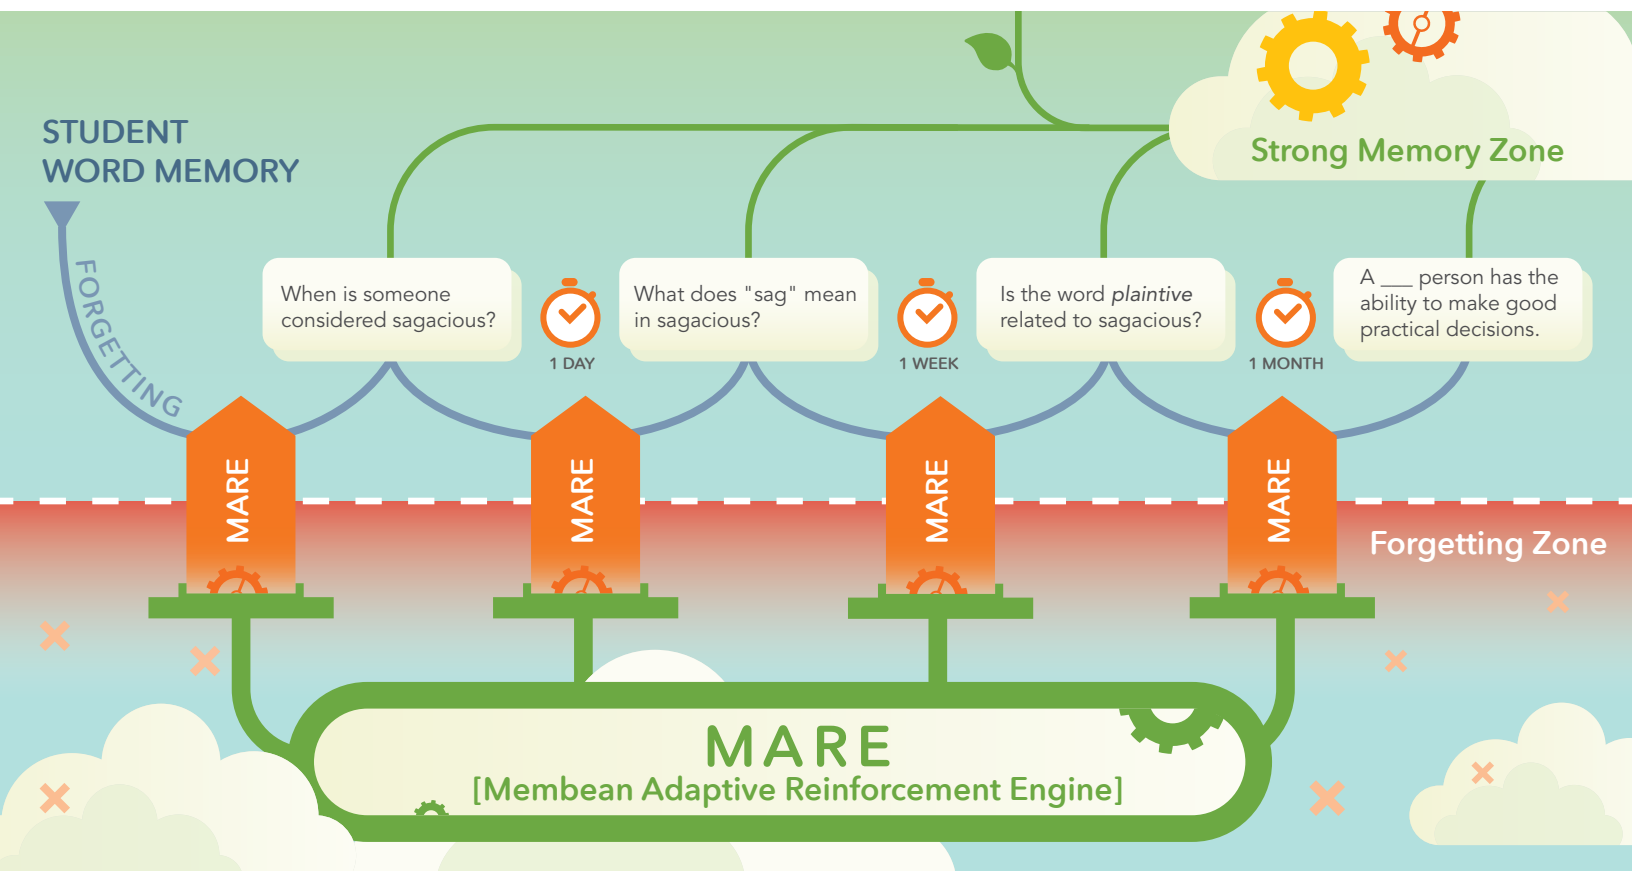 STUDENT
WORD MEMORY
FORGETTING
Strong Memory Zone
When is someone
considered sagacious?
1 DAY
What does "sag" mean
in sagacious?
1 WEEK
Is the word plaintive
related to sagacious?
1 MONTH
A ___ person has the
ability to make good
practical decisions.
MARE
MARE
MARE
MARE
Forgetting Zone
MARE
[Membean Adaptive Reinforcement Engine]